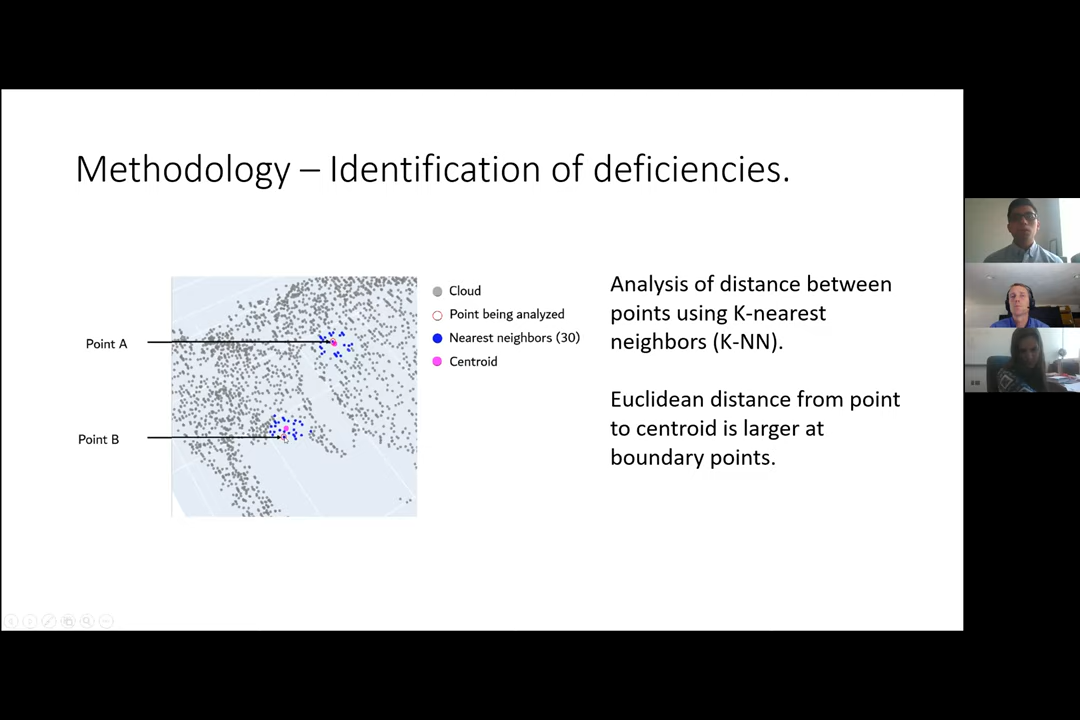 Methodology – Identification of deficiencies.
Point A
Point B
Cloud
Point being analyzed
Nearest neighbors (30)
Centroid
Analysis of distance between
points using K-nearest
neighbors (K-NN).
Euclidean distance from point
to centroid is larger at
boundary points.